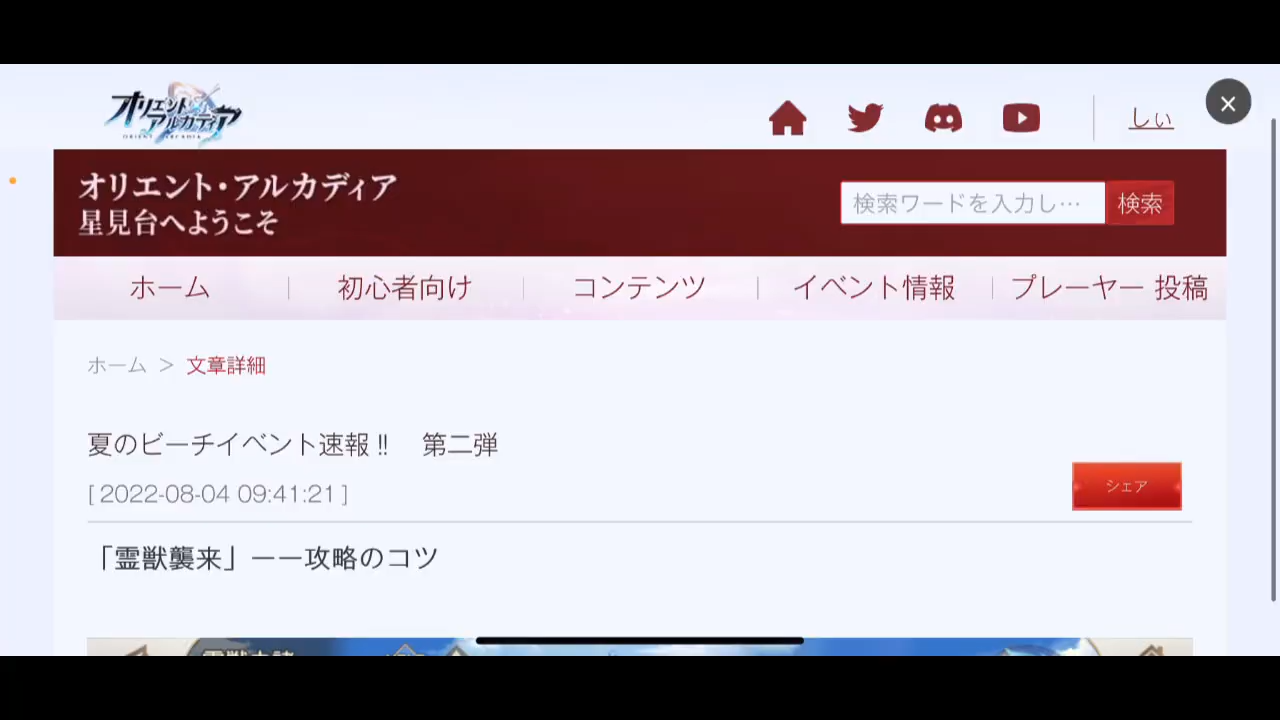 オリエント・アルカディア
ORIENT ARCADIA
しぃ
オリエント・アルカディア
星見台へようこそ
検索ワードを入力し…
検索
ホーム
初心者向け
コンテンツ
イベント情報
プレーヤー 投稿
ホーム > 文章詳細
夏のビーチイベント速報‼ 第二弾
[ 2022-08-04 09:41:21 ]
シェア
「霊獣襲来」ーー攻略のコツ